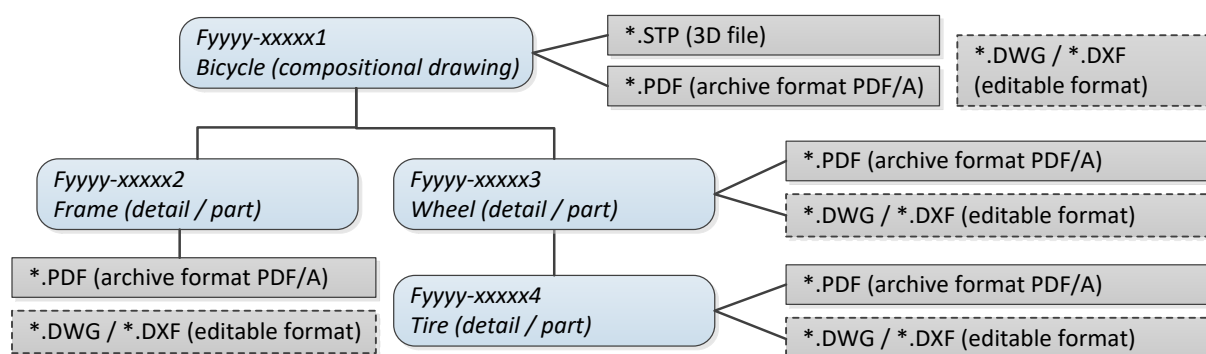 Fyyyy-xxxxx1
Bicycle (compositional drawing)
*.STP (3D file)
*.PDF (archive format PDF/A)
*.DWG / *.DXF
(editable format)
Fyyyy-xxxxx2
Frame (detail / part)
*.PDF (archive format PDF/A)
*.DWG / *.DXF (editable format)
Fyyyy-xxxxx3
Wheel (detail / part)
*.PDF (archive format PDF/A)
*.DWG / *.DXF (editable format)
Fyyyy-xxxxx4
Tire (detail / part)
*.PDF (archive format PDF/A)
*.DWG / *.DXF (editable format)